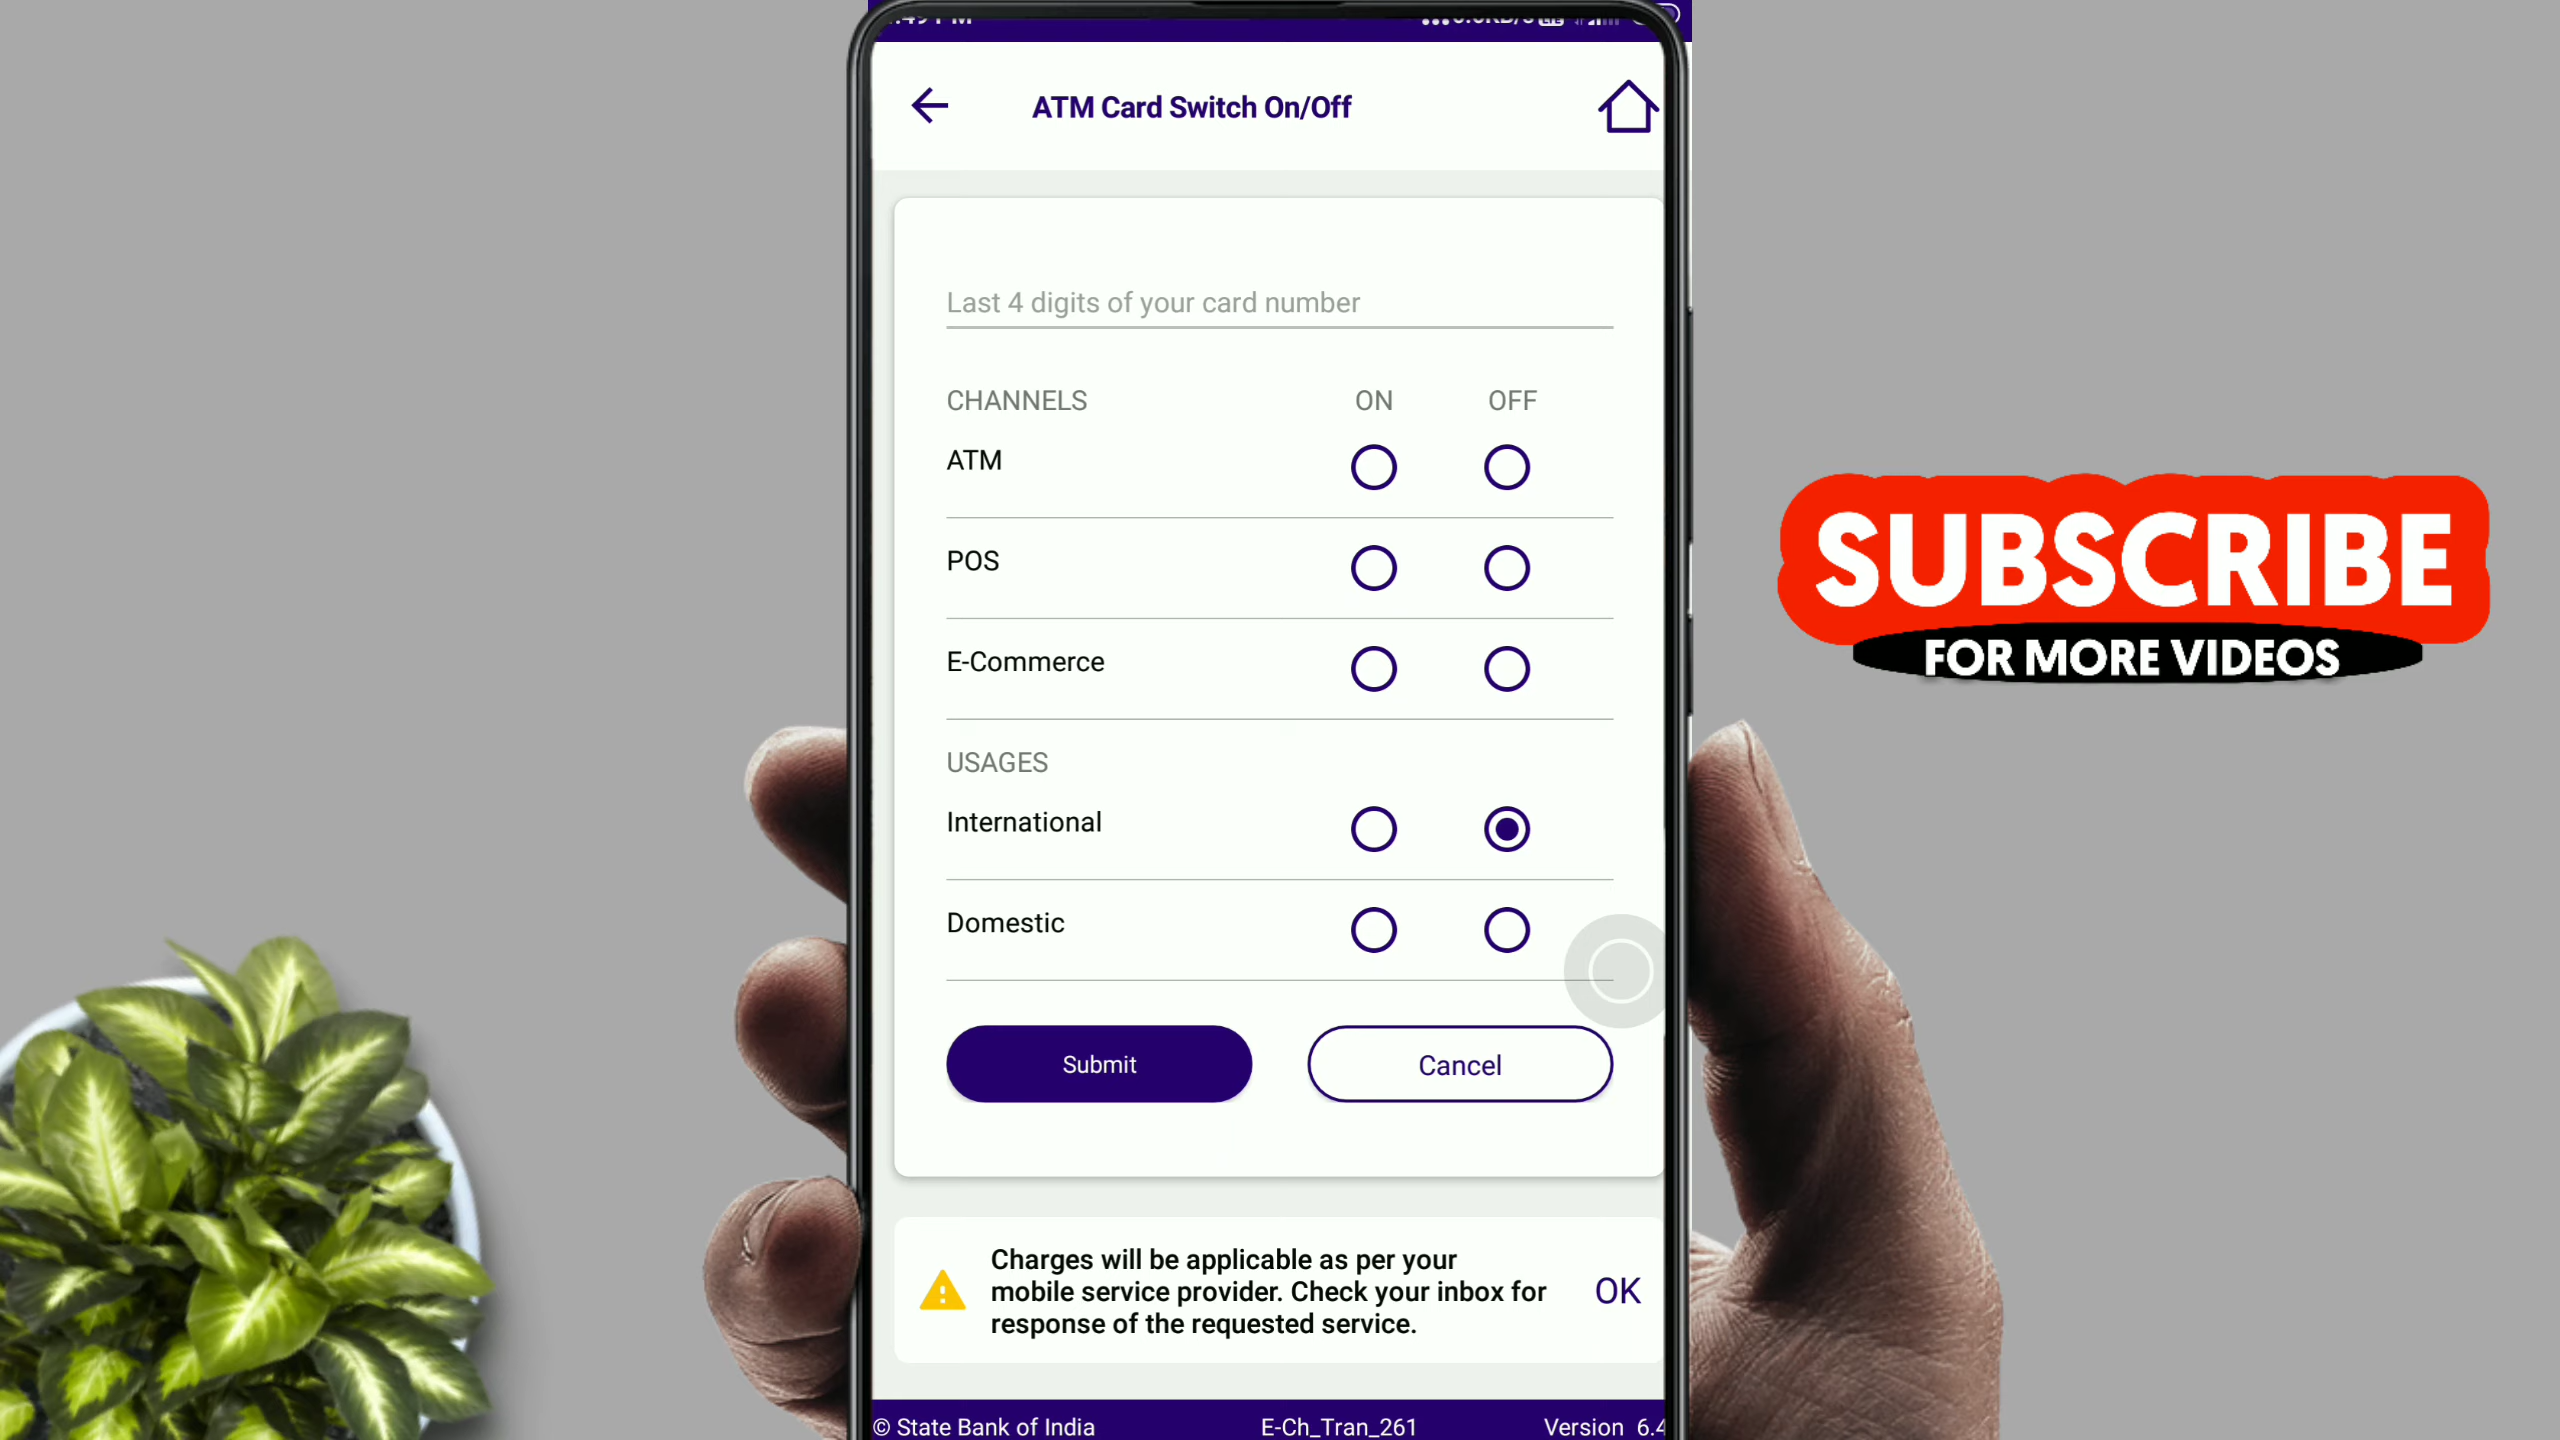 ATM Card Switch On/Off
Last 4 digits of your card number
CHANNELS ON OFF
ATM
POS
E-Commerce
USAGES
International
Domestic
Submit Cancel
Charges will be applicable as per your
mobile service provider. Check your inbox for
response of the requested service.
OK
© State Bank of India E-Ch_Tran_261 Version 6.4
SUBSCRIBE
FOR MORE VIDEOS